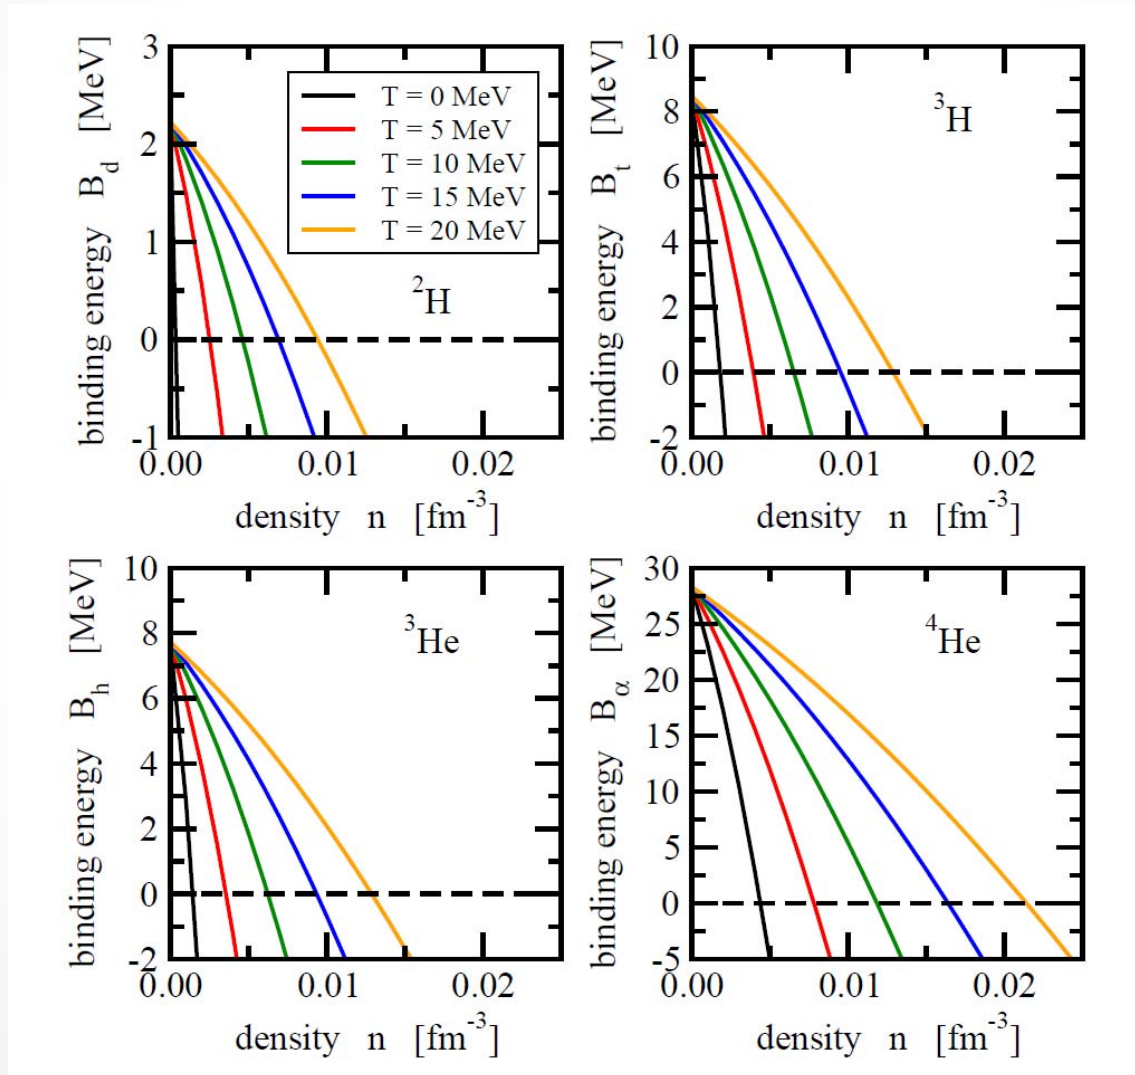 binding energy B_d [MeV]
3
2
1
0
-1
T = 0 MeV
T = 5 MeV
T = 10 MeV
T = 15 MeV
T = 20 MeV
²H
0.00 0.01 0.02
density n [fm⁻³]
binding energy B_t [MeV]
10
8
6
4
2
0
-2
³H
0.00 0.01 0.02
density n [fm⁻³]
binding energy B_h [MeV]
10
8
6
4
2
0
-2
³He
0.00 0.01 0.02
density n [fm⁻³]
binding energy B_α [MeV]
30
25
20
15
10
5
0
-5
⁴He
0.00 0.01 0.02
density n [fm⁻³]